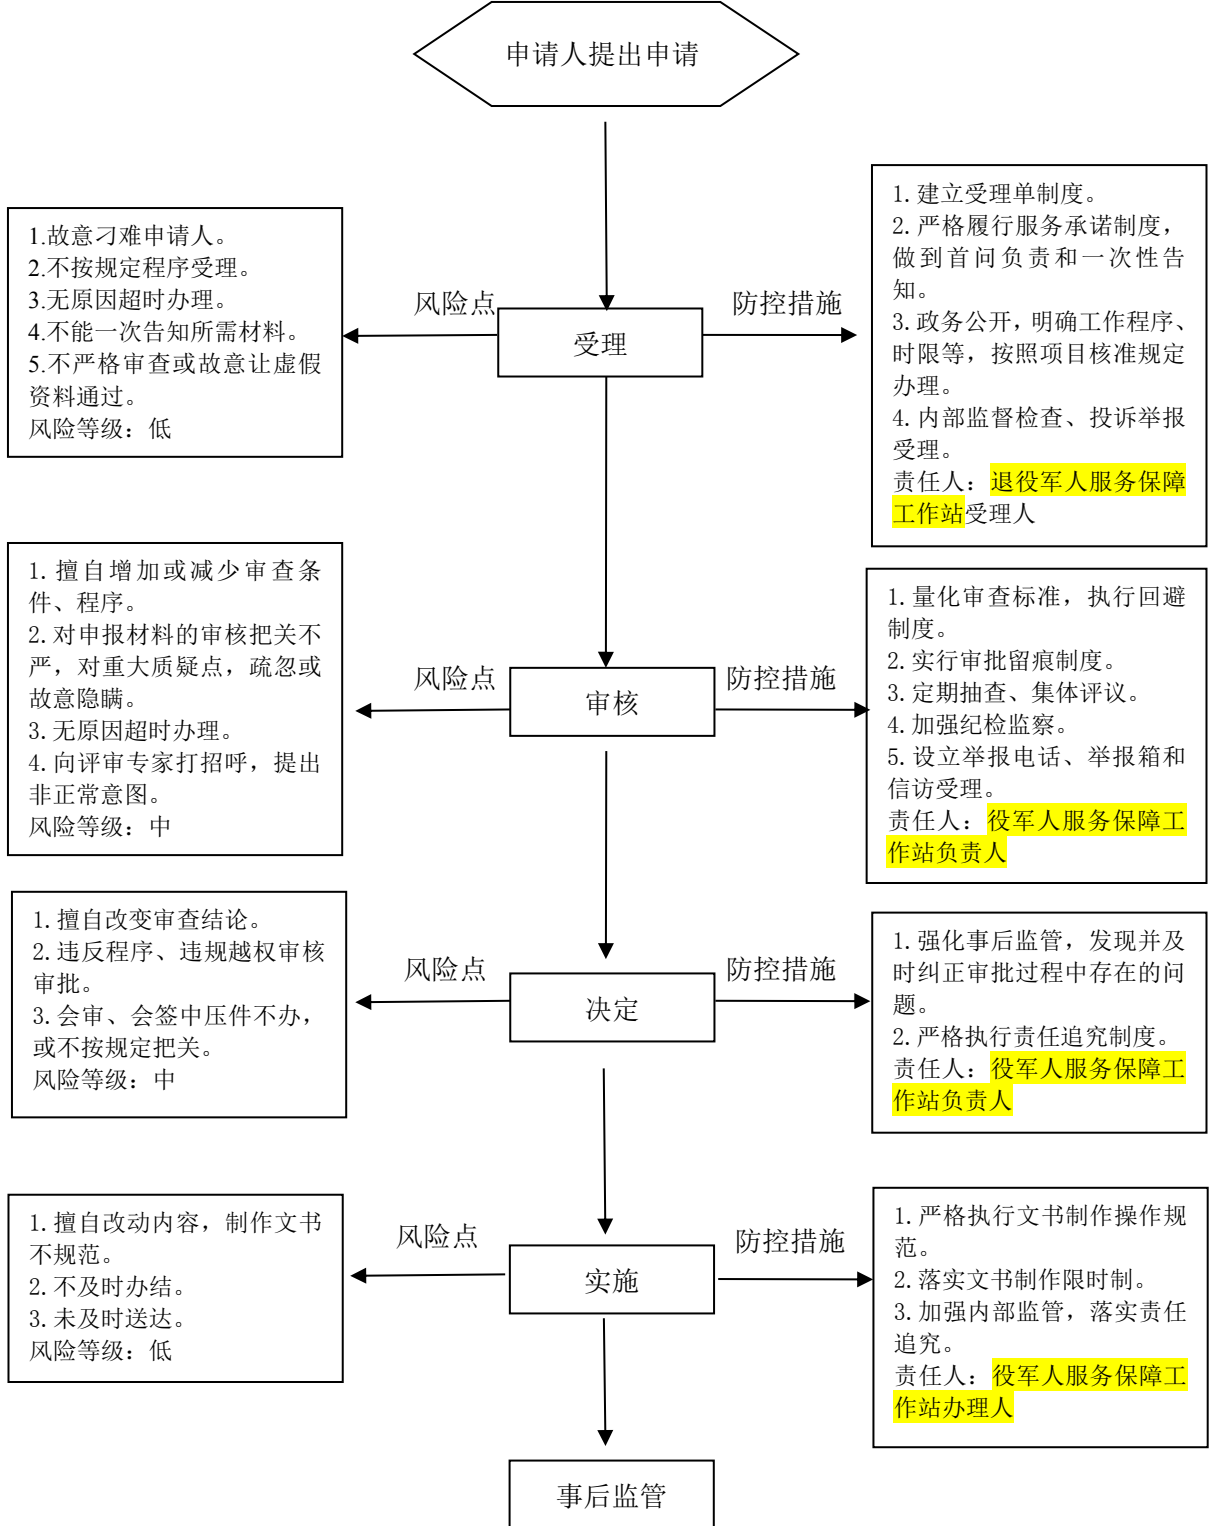 申请人提出申请
1.故意刁难申请人。
2.不按规定程序受理。
3.无原因超时办理。
4.不能一次告知所需材料。
5.不严格审查或故意让虚假
资料通过。
风险等级：低
风险点
受理
防控措施
1.建立受理单制度。
2.严格履行服务承诺制度，
做到首问负责和一次性告
知。
3.政务公开，明确工作程序、
时限等，按照项目核准规定
办理。
4.内部监督检查、投诉举报
受理。
责任人：退役军人服务保障
工作站受理人
1.擅自增加或减少审查条
件、程序。
2.对申报材料的审核把关不
严，对重大质疑点，疏忽或
故意隐瞒。
3.无原因超时办理。
4.向评审专家打招呼，提出
非正常意图。
风险等级：中
风险点
审核
防控措施
1.量化审查标准，执行回避
制度。
2.实行审批留痕制度。
3.定期抽查、集体评议。
4.加强纪检监察。
5.设立举报电话、举报箱和
信访受理。
责任人：役军人服务保障工
作站负责人
1.擅自改变审查结论。
2.违反程序、违规越权审核
审批。
3.会审、会签中压件不办，
或不按规定把关。
风险等级：中
风险点
决定
防控措施
1.强化事后监管，发现并及
时纠正审批过程中存在的问
题。
2.严格执行责任追究制度。
责任人：役军人服务保障工
作站负责人
1.擅自改动内容，制作文书
不规范。
2.不及时办结。
3.未及时送达。
风险等级：低
风险点
实施
防控措施
1.严格执行文书制作操作规
范。
2.落实文书制作限时制。
3.加强内部监管，落实责任
追究。
责任人：役军人服务保障工
作站办理人
事后监管